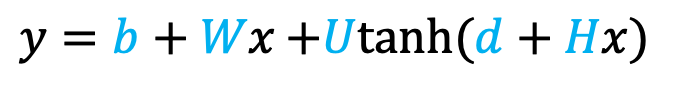 y = b + Wx +Utanh(d + Hx)